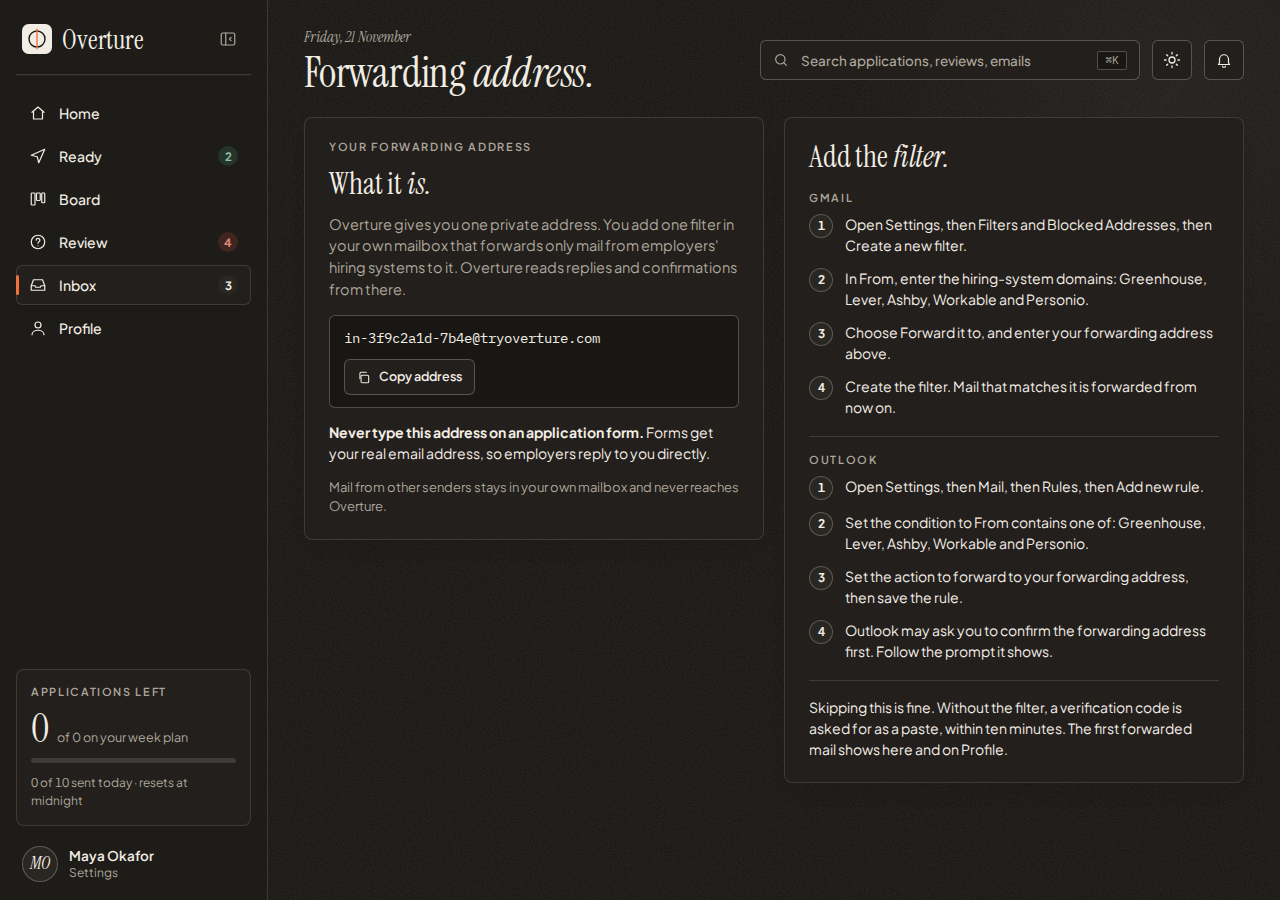 Overture
Home
Ready 2
Board
Review 4
Inbox 3
Profile
APPLICATIONS LEFT
0 of 0 on your week plan
0 of 10 sent today · resets at
midnight
MO
Maya Okafor
Settings
Friday, 21 November
Forwarding address.
Search applications, reviews, emails ⌘K
YOUR FORWARDING ADDRESS
What it is.
Overture gives you one private address. You add one filter in
your own mailbox that forwards only mail from employers'
hiring systems to it. Overture reads replies and confirmations
from there.
in-3f9c2a1d-7b4e@tryoverture.com
Copy address
Never type this address on an application form. Forms get
your real email address, so employers reply to you directly.
Mail from other senders stays in your own mailbox and never reaches
Overture.
Add the filter.
GMAIL
1 Open Settings, then Filters and Blocked Addresses, then
Create a new filter.
2 In From, enter the hiring-system domains: Greenhouse,
Lever, Ashby, Workable and Personio.
3 Choose Forward it to, and enter your forwarding address
above.
4 Create the filter. Mail that matches it is forwarded from
now on.
OUTLOOK
1 Open Settings, then Mail, then Rules, then Add new rule.
2 Set the condition to From contains one of: Greenhouse,
Lever, Ashby, Workable and Personio.
3 Set the action to forward to your forwarding address,
then save the rule.
4 Outlook may ask you to confirm the forwarding address
first. Follow the prompt it shows.
Skipping this is fine. Without the filter, a verification code is
asked for as a paste, within ten minutes. The first forwarded
mail shows here and on Profile.